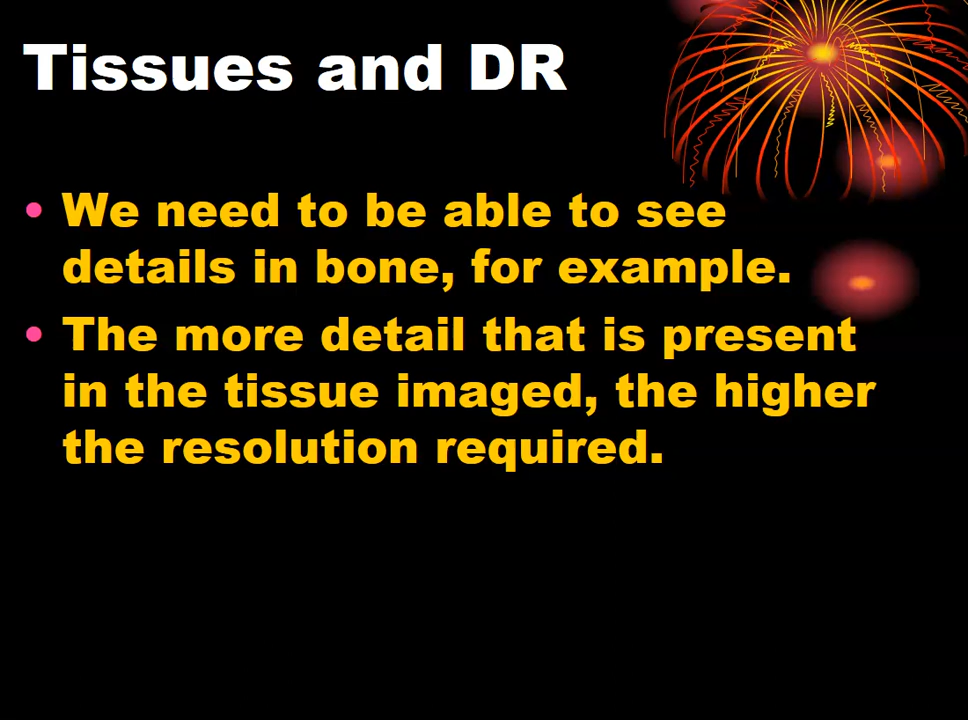 Tissues and DR
• We need to be able to see
details in bone, for example.
• The more detail that is present
in the tissue imaged, the higher
the resolution required.